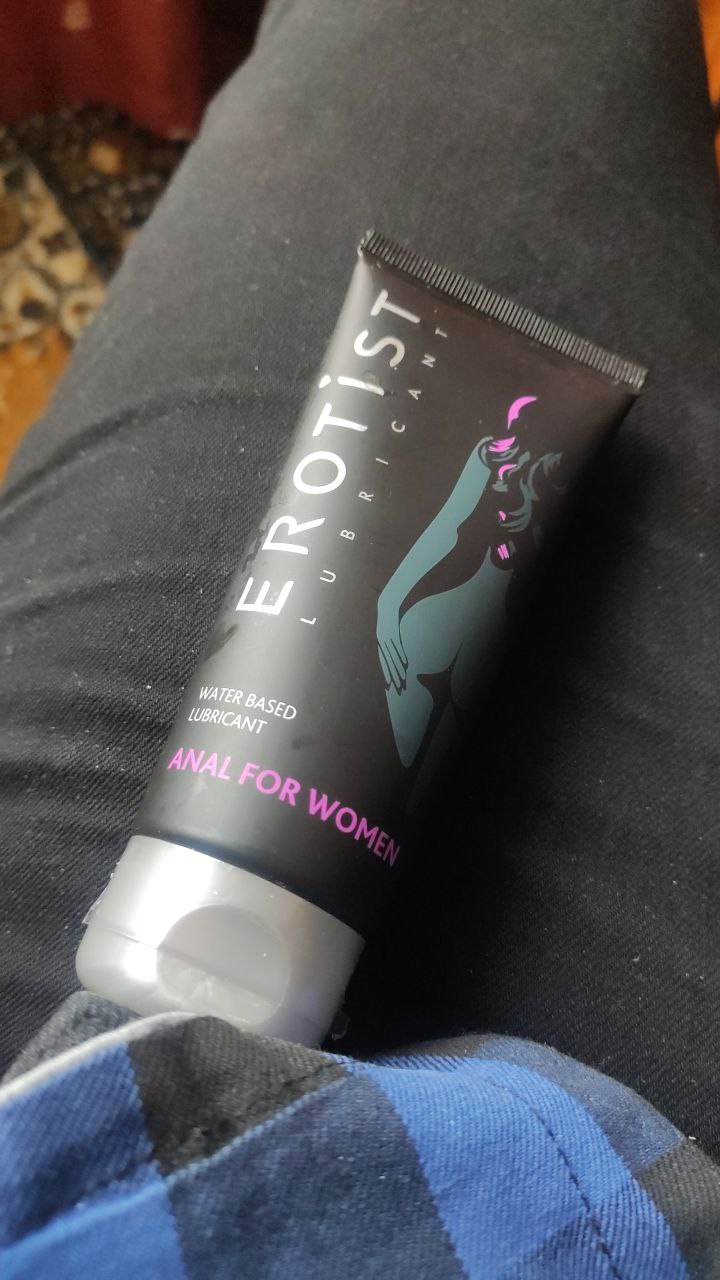 EROTiST
LUBRICANT
WATER BASED
LUBRICANT
ANAL FOR WOMEN